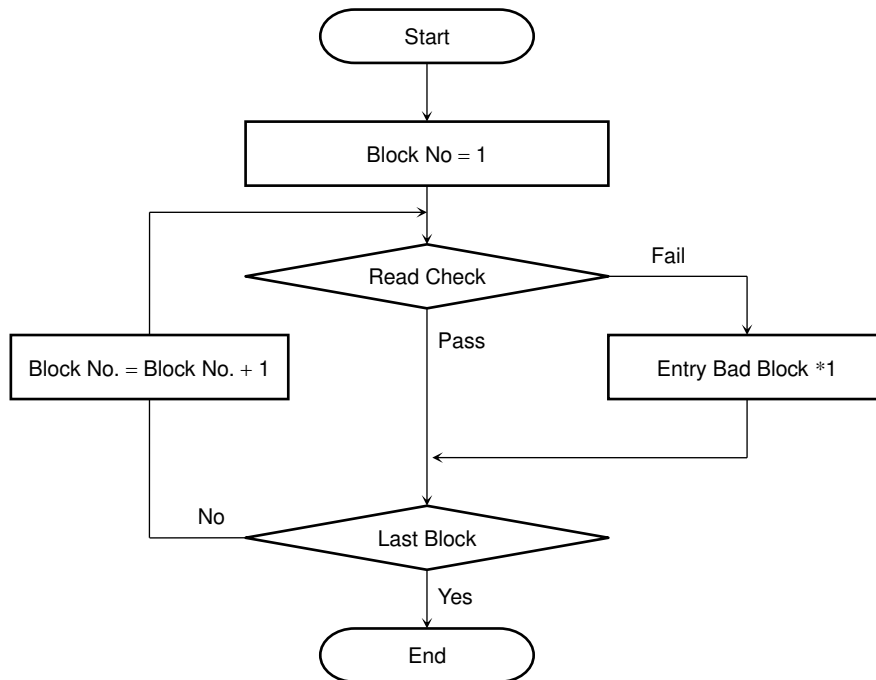 Start
Block No = 1
Read Check
Fail
Pass
Block No. = Block No. + 1
Entry Bad Block *1
No
Last Block
Yes
End